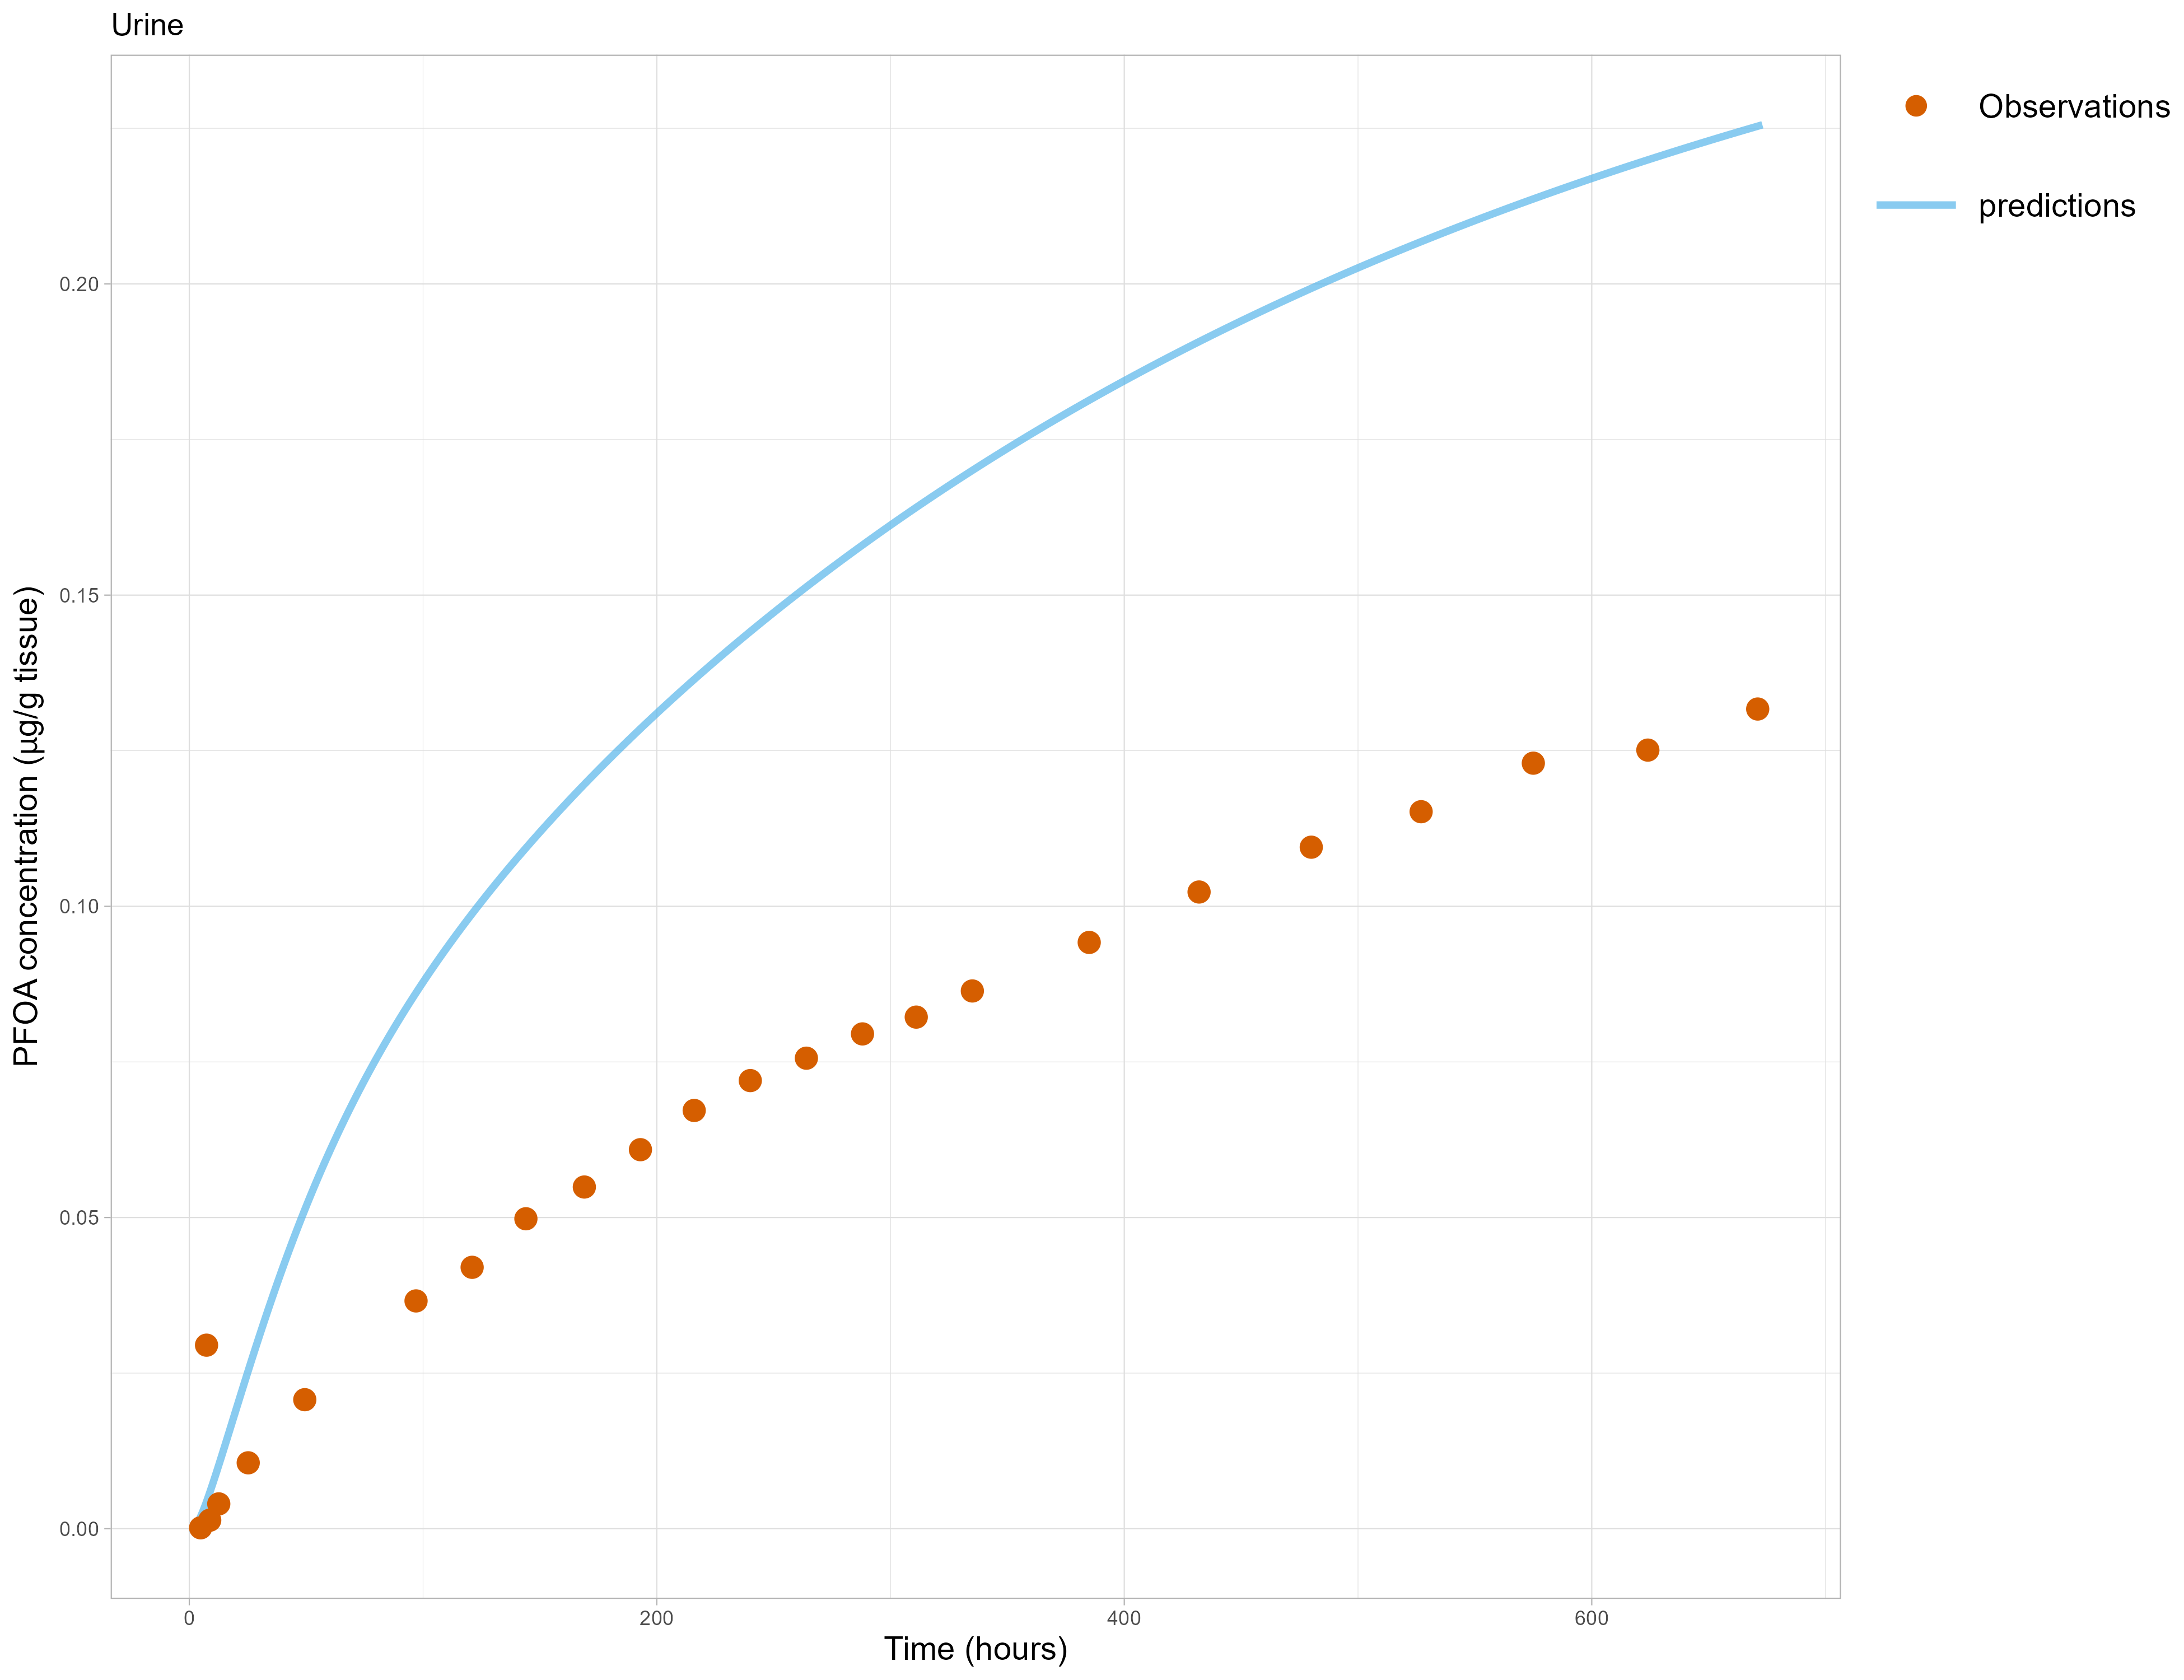 Urine
Observations
predictions
PFOA concentration (µg/g tissue)
0.20
0.15
0.10
0.05
0.00
0
200
400
600
Time (hours)